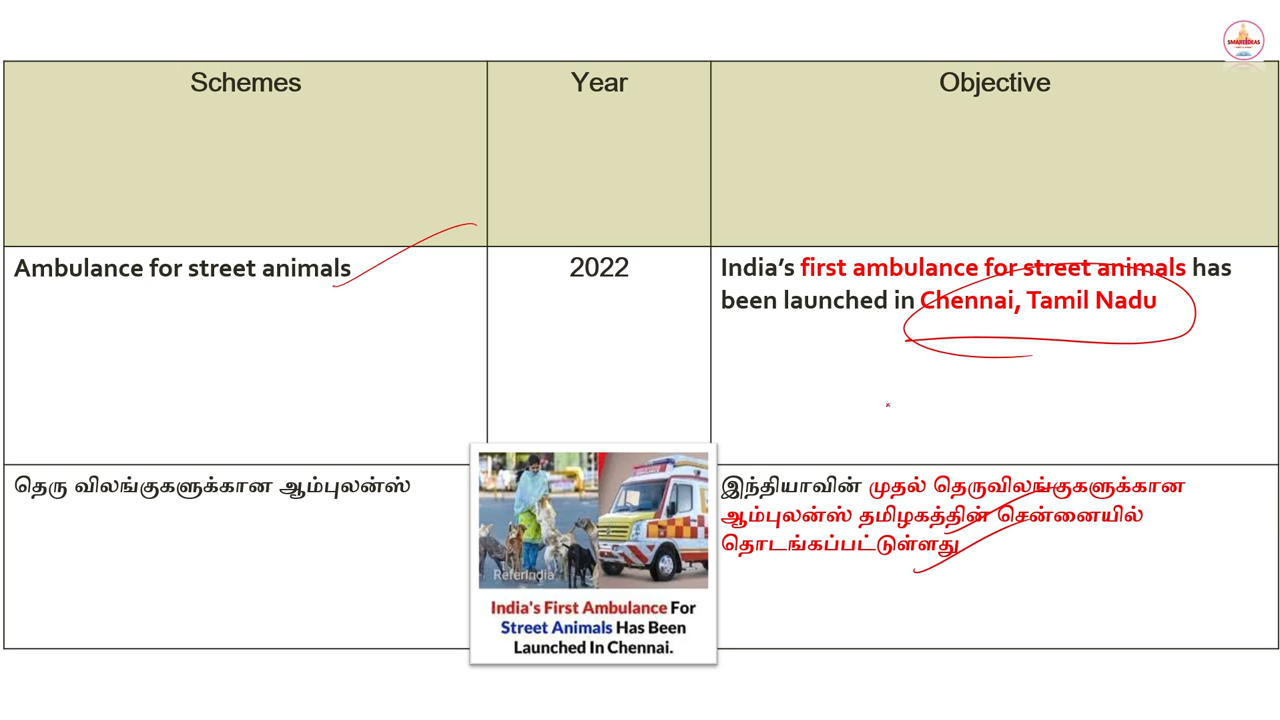 SMARTIDEAS
Schemes
Year
Objective
Ambulance for street animals
2022
India's first ambulance for street animals has
been launched in Chennai, Tamil Nadu
தெரு விலங்குகளுக்கான ஆம்புலன்ஸ்
இந்தியாவின் முதல் தெருவிலங்குகளுக்கான
ஆம்புலன்ஸ் தமிழகத்தின் சென்னையில்
தொடங்கப்பட்டுள்ளது
AMBULANCE
ReferIndia
India's First Ambulance For
Street Animals Has Been
Launched In Chennai.